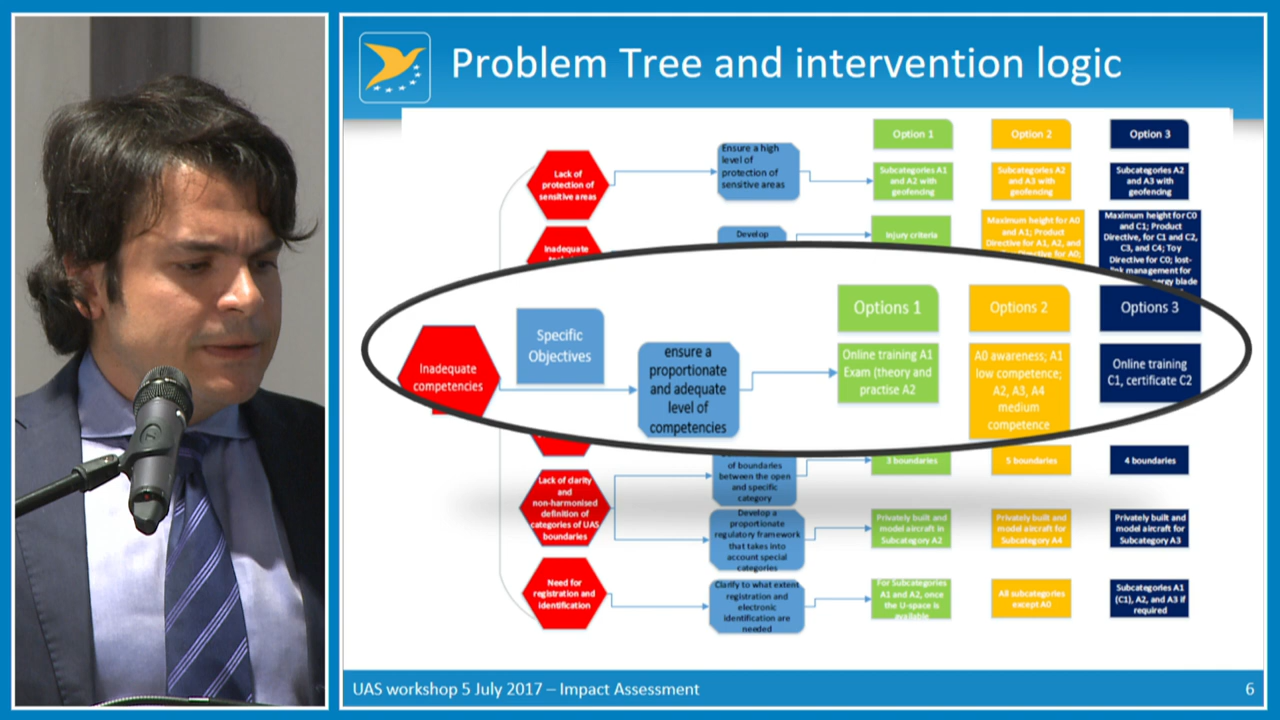 Problem Tree and intervention logic
Option 1
Option 2
Option 3
Lack of
protection of
sensitive areas
Ensure a high
level of
protection of
sensitive areas
Subcategories A1
and A2 with
geofencing
Subcategories A2
and A3 with
geofencing
Subcategories A2
and A3 with
geofencing
Inadequate
Develop
Injury criteria
Maximum height for A0
and A1; Product
Directive for A1, A2, and
for A0;
Maximum height for C0
and C1; Product
Directive, for C1 and C2,
C3, and C4; Toy
Directive for C0; lost-
management for
blade
Options 1
Options 2
Options 3
Specific
Objectives
Inadequate
competencies
ensure a
proportionate
and adequate
level of
competencies
Online training A1
Exam (theory and
practise A2
A0 awareness; A1
low competence;
A2, A3, A4
medium
competence
Online training
C1, certificate C2
of boundaries
between the open
and specific
category
3 boundaries
5 boundaries
4 boundaries
Lack of clarity
and
non-harmonised
definition of
categories of UAS
boundaries
Develop a
proportionate
regulatory framework
that takes into
account special
categories
Privately built and
model aircraft in
Subcategory A2
Privately built and
model aircraft for
Subcategory A4
Privately built and
model aircraft for
Subcategory A3
Need for
registration and
identification
Clarify to what extent
registration and
electronic
identification are
needed
For Subcategories
A1 and A2, once
the U-space is
available
All subcategories
except A0
Subcategories A1
(C1), A2, and A3 if
required
UAS workshop 5 July 2017 – Impact Assessment
6